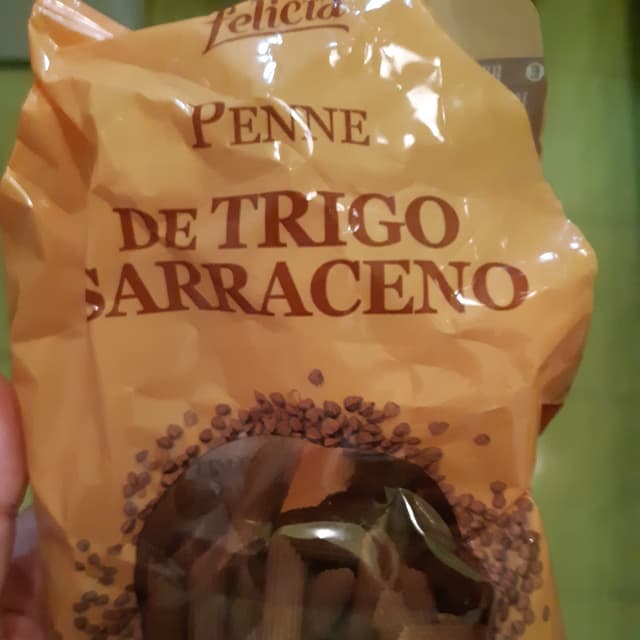 Felicia
PENNE
DE TRIGO
SARRACENO